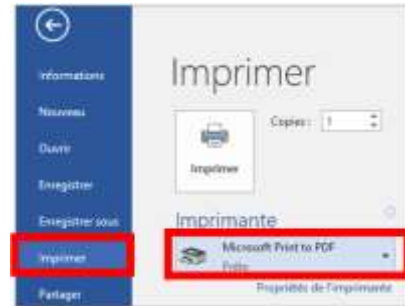 Informations
Nouveau
Ouvrir
Enregistrer
Enregistrer sous
Imprimer
Partager
Imprimer
Copies : 1
Imprimer
Imprimante
Microsoft Print to PDF
Prête
Propriétés de l'imprimante